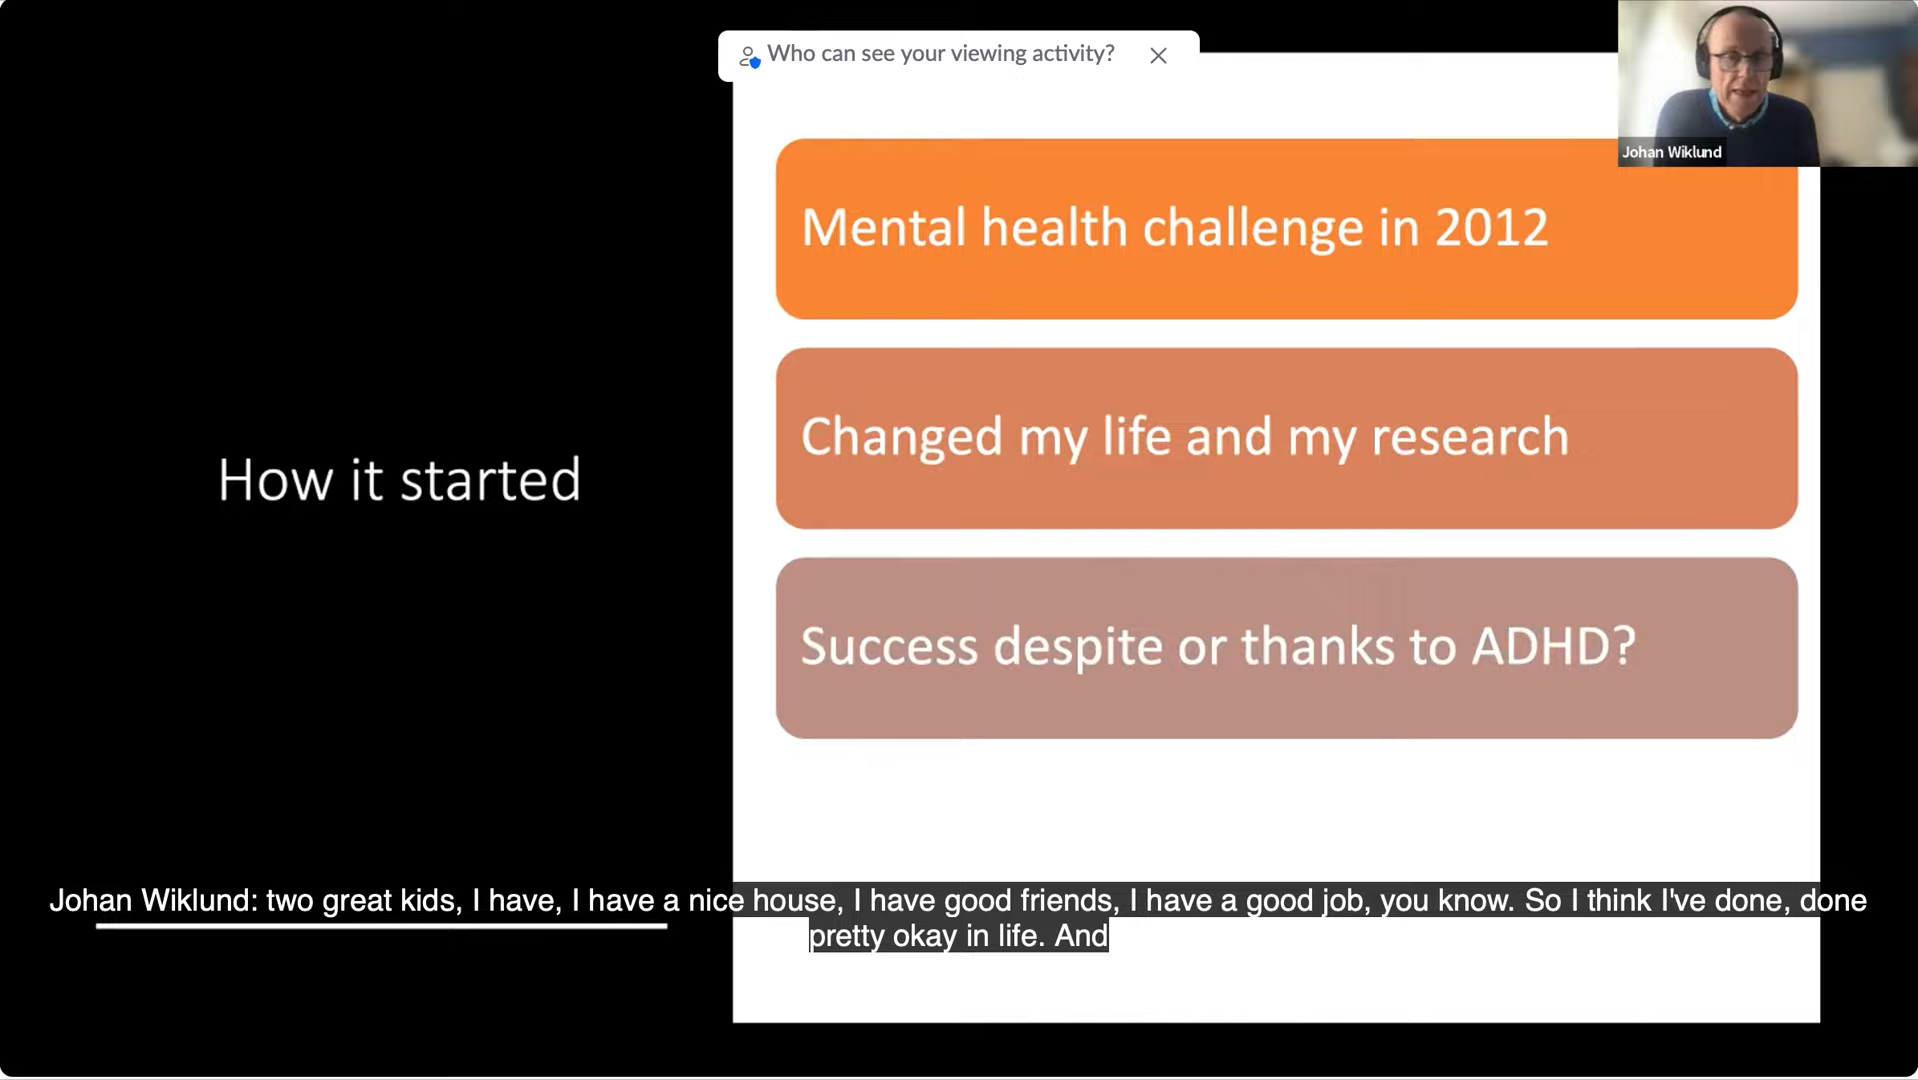 Who can see your viewing activity?
Johan Wiklund
Mental health challenge in 2012
Changed my life and my research
How it started
Success despite or thanks to ADHD?
Johan Wiklund: two great kids, I have, I have a nice house, I have good friends, I have a good job, you know. So I think I've done, done
pretty okay in life. And